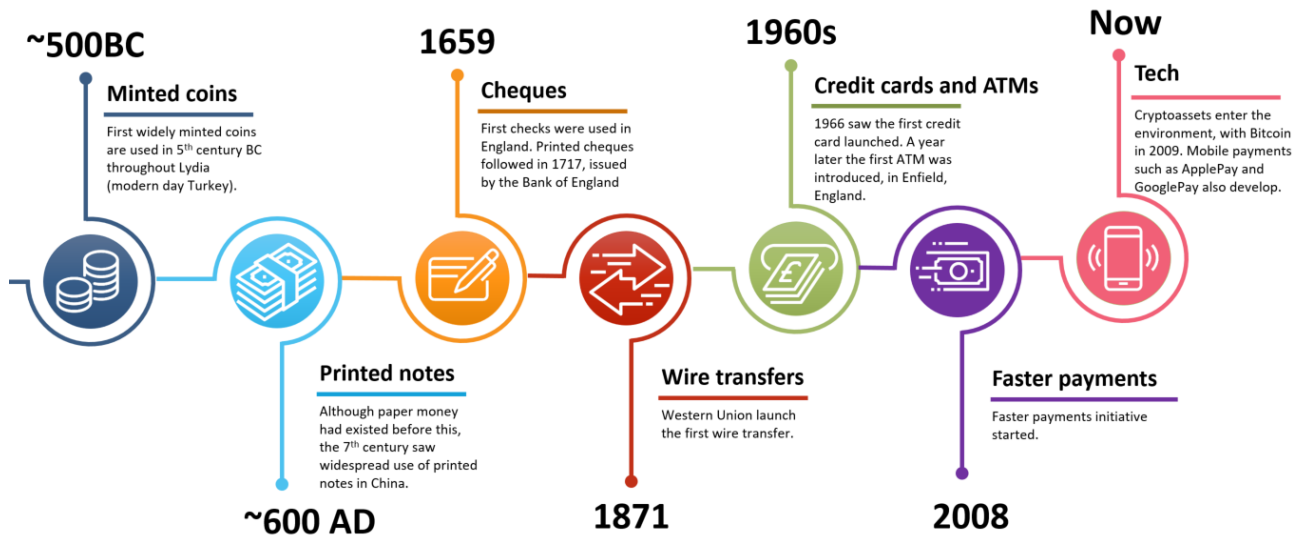 ~500BC
Minted coins
First widely minted coins
are used in 5th century BC
throughout Lydia
(modern day Turkey).
Printed notes
Although paper money
had existed before this,
the 7th century saw
widespread use of printed
notes in China.
~600 AD
1659
Cheques
First checks were used in
England. Printed cheques
followed in 1717, issued
by the Bank of England
Wire transfers
Western Union launch
the first wire transfer.
1871
1960s
Credit cards and ATMs
1966 saw the first credit
card launched. A year
later the first ATM was
introduced, in Enfield,
England.
£
Faster payments
Faster payments initiative
started.
2008
Now
Tech
Cryptoassets enter the
environment, with Bitcoin
in 2009. Mobile payments
such as ApplePay and
GooglePay also develop.